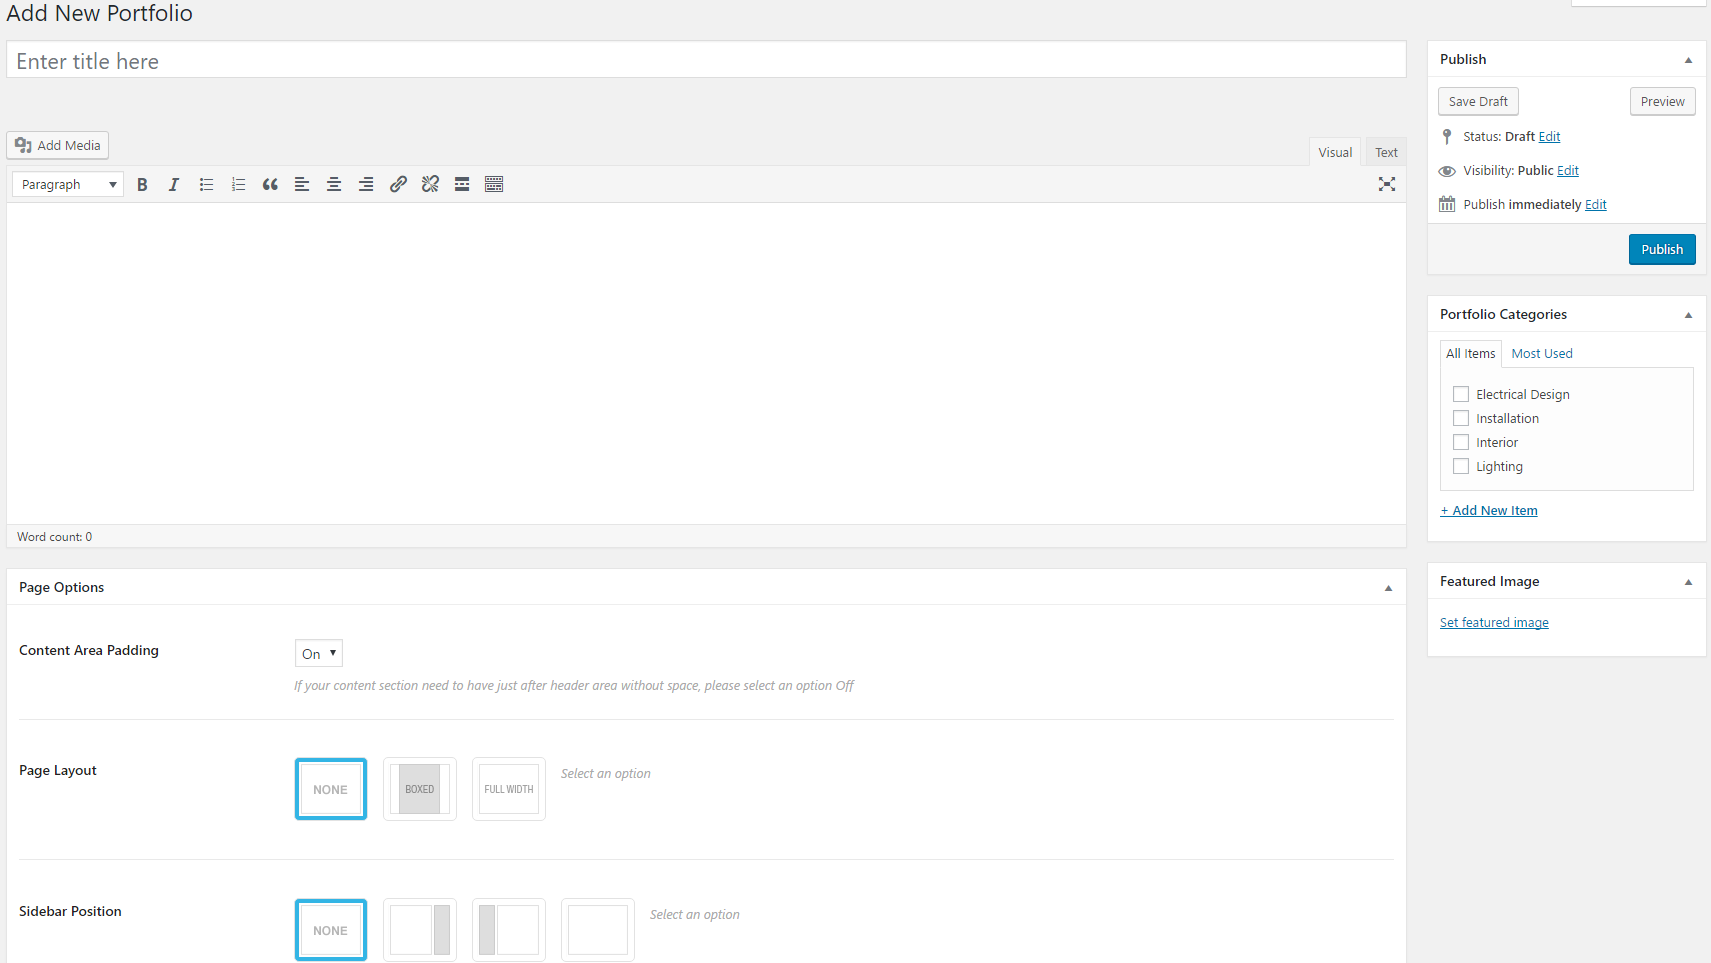 Add New Portfolio
Enter title here
Add Media
Visual
Text
Paragraph
Word count: 0
Page Options
Content Area Padding
On
If your content section need to have just after header area without space, please select an option Off
Page Layout
NONE
BOXED
FULL WIDTH
Select an option
Sidebar Position
NONE
Select an option
Publish
Save Draft
Preview
Status: Draft Edit
Visibility: Public Edit
Publish immediately Edit
Publish
Portfolio Categories
All Items
Most Used
Electrical Design
Installation
Interior
Lighting
+ Add New Item
Featured Image
Set featured image